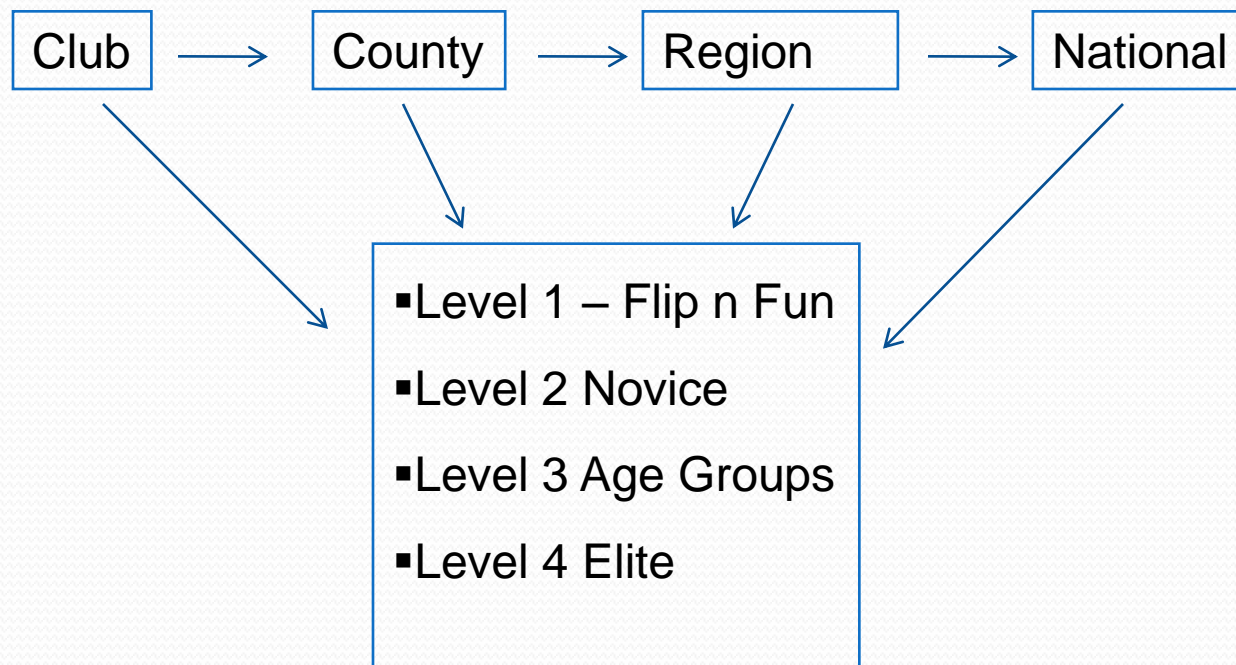 Club County Region National
▪Level 1 – Flip n Fun
▪Level 2 Novice
▪Level 3 Age Groups
▪Level 4 Elite